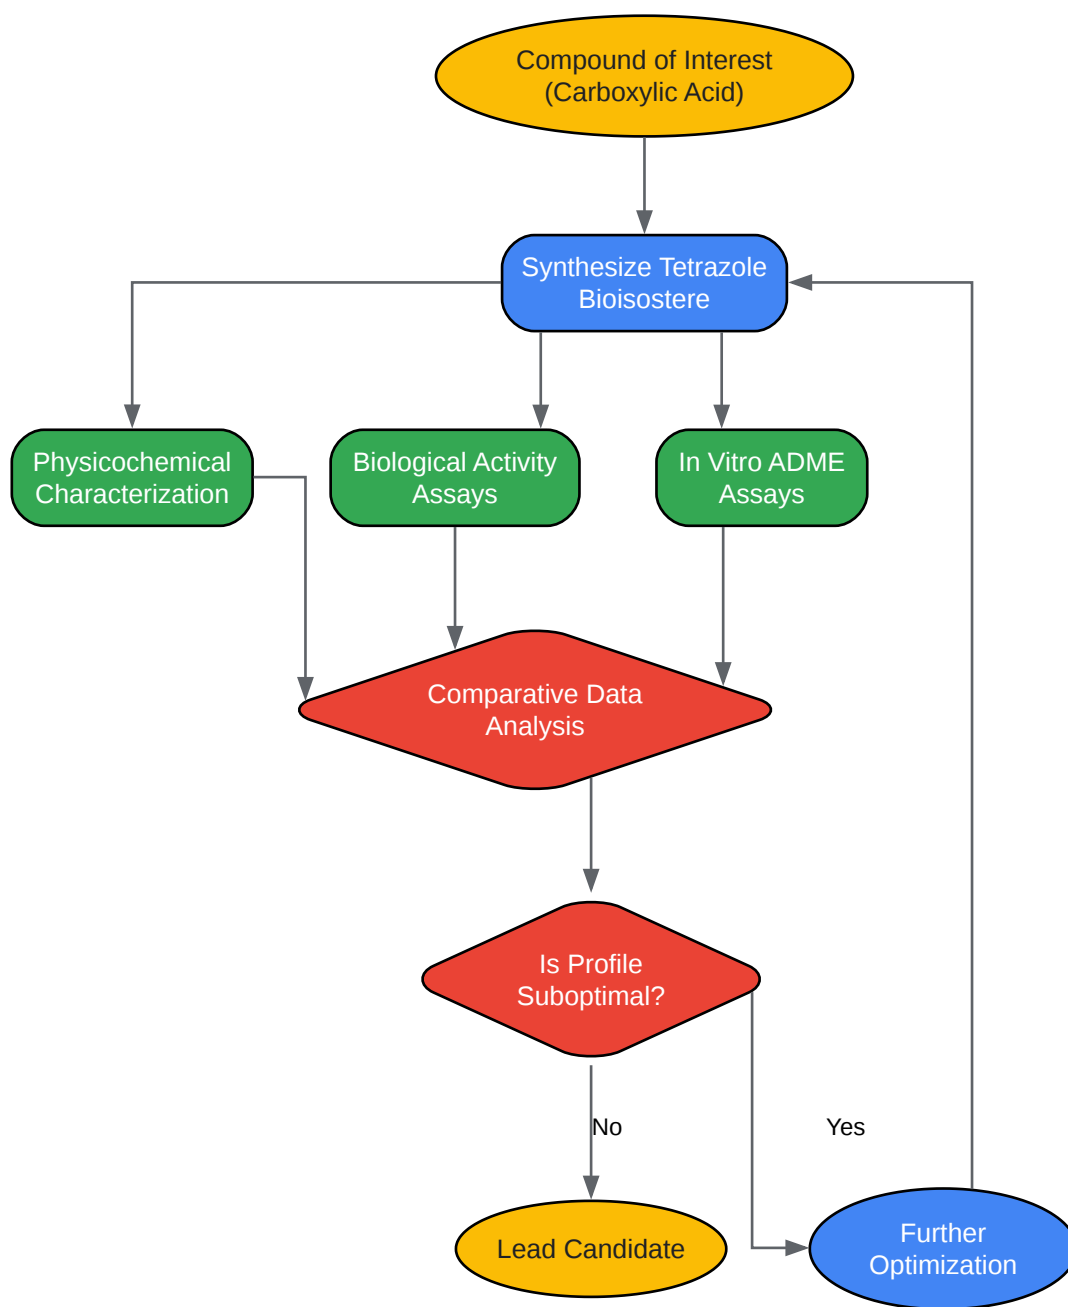 Compound of Interest
(Carboxylic Acid)
Synthesize Tetrazole
Bioisostere
Physicochemical
Characterization
Biological Activity
Assays
In Vitro ADME
Assays
Comparative Data
Analysis
Is Profile
Suboptimal?
No
Yes
Lead Candidate
Further
Optimization